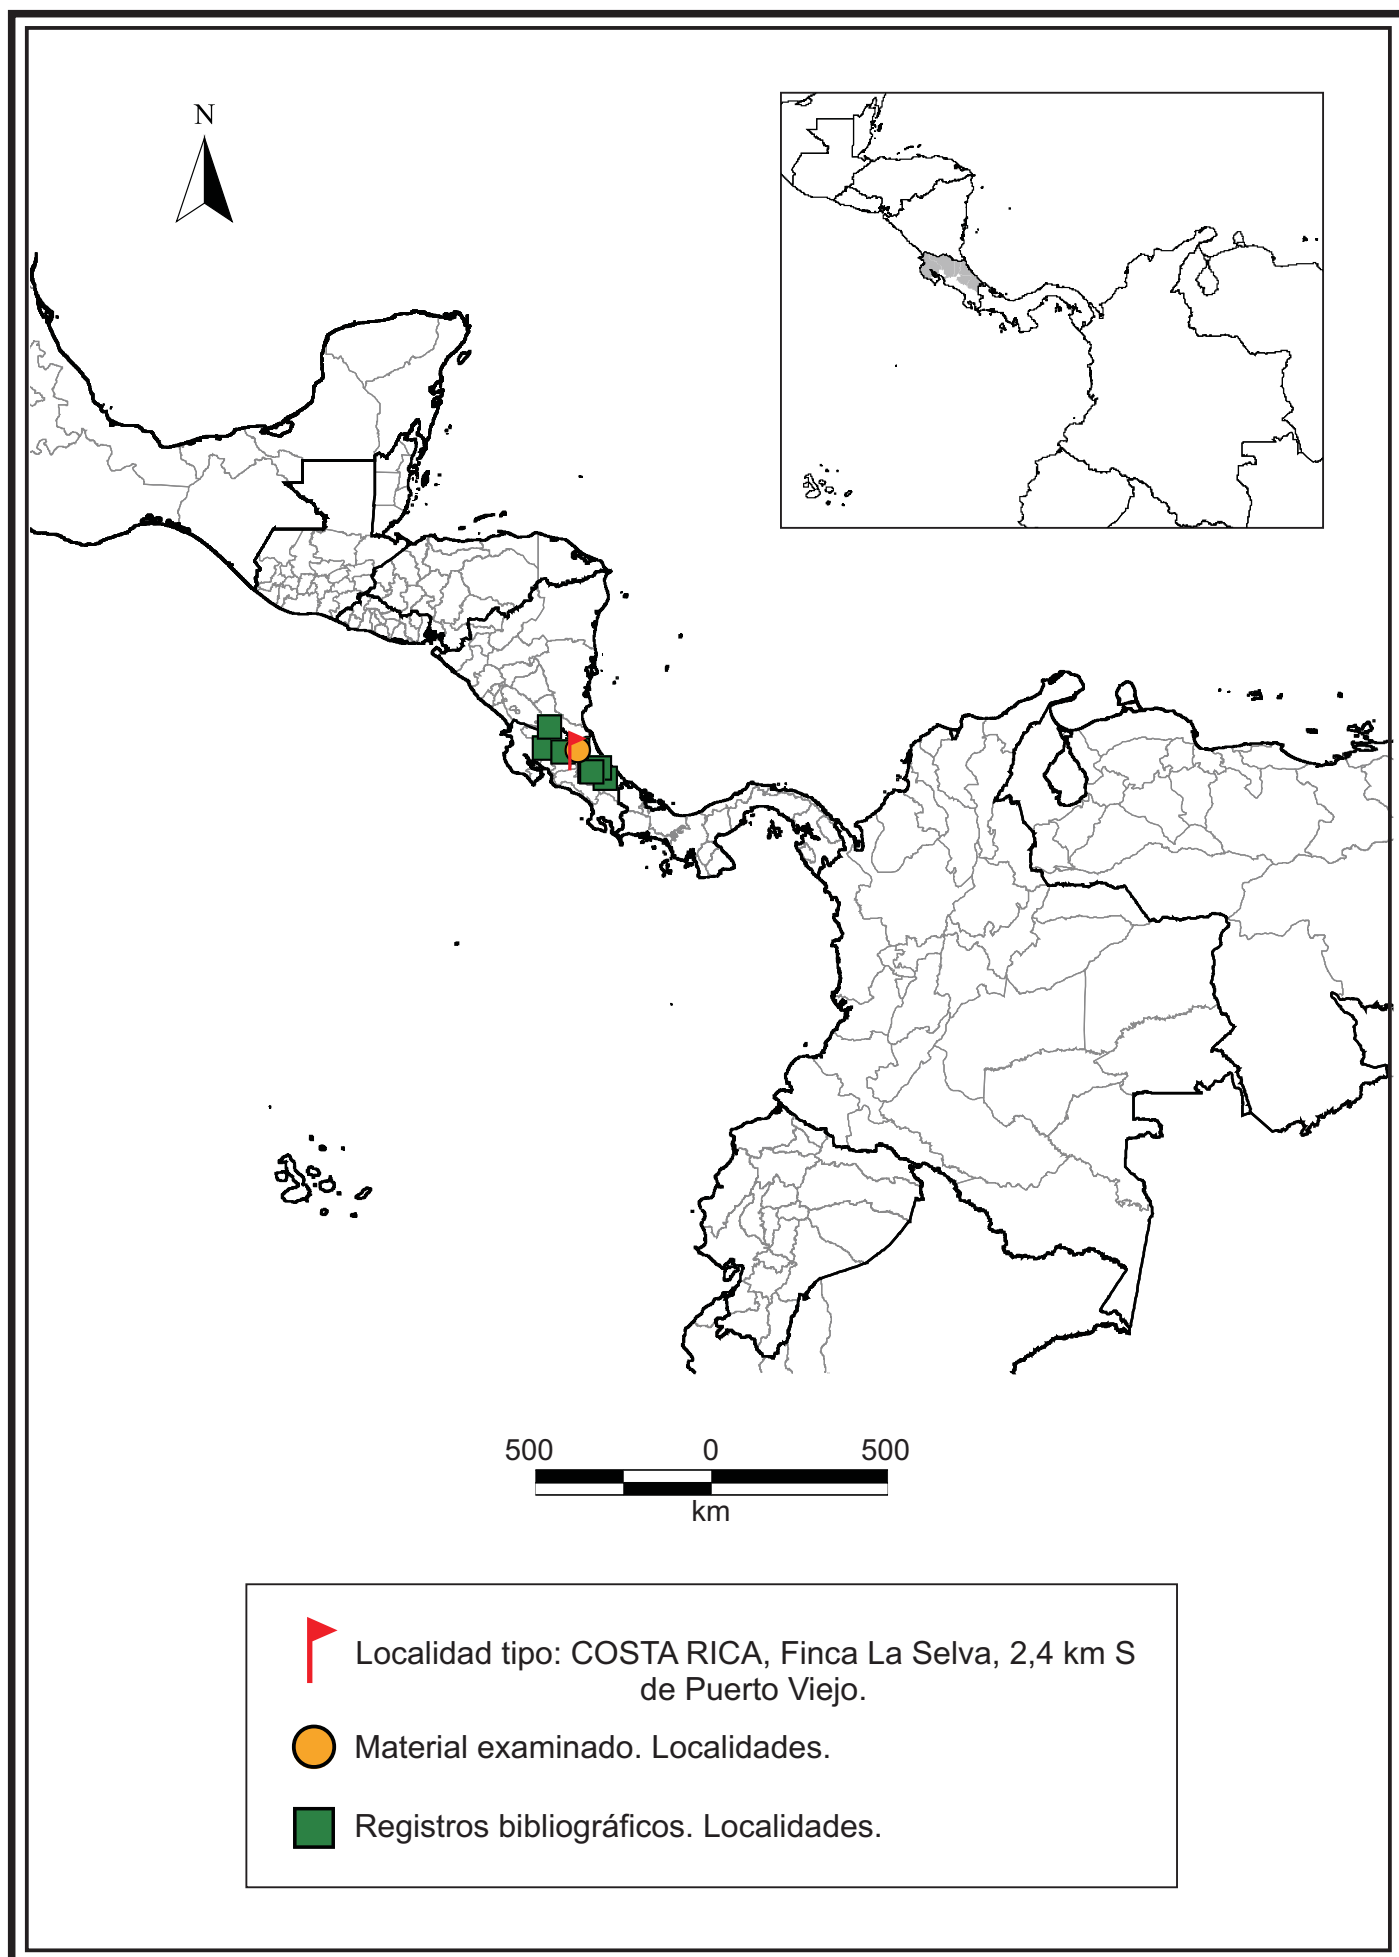 N
500 0 500
km
Localidad tipo: COSTA RICA, Finca La Selva, 2,4 km S
de Puerto Viejo.
Material examinado. Localidades.
Registros bibliográficos. Localidades.